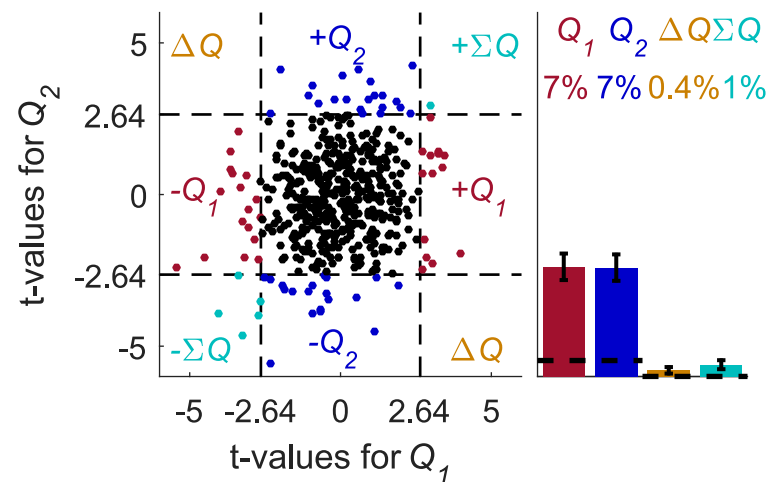 ΔQ +Q2 +ΣQ
-Q1 +Q1
-ΣQ -Q2 ΔQ
5
2.64
0
-2.64
-5
t-values for Q2
-5 -2.64 0 2.64 5
t-values for Q1
Q1 Q2 ΔQ ΣQ
7% 7% 0.4% 1%